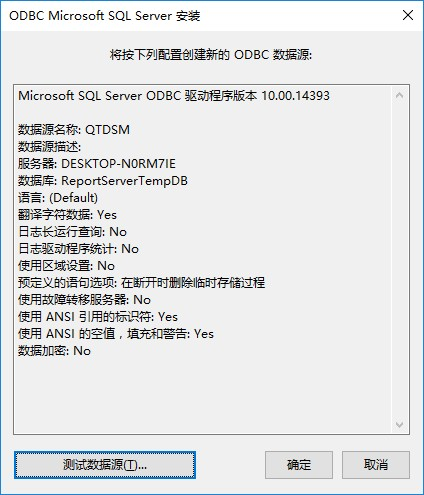 ODBC Microsoft SQL Server 安装
将按下列配置创建新的 ODBC 数据源:
Microsoft SQL Server ODBC 驱动程序版本 10.00.14393
数据源名称: QTDSM
数据源描述:
服务器: DESKTOP-N0RM7IE
数据库: ReportServerTempDB
语言: (Default)
翻译字符数据: Yes
日志长运行查询: No
日志驱动程序统计: No
使用区域设置: No
预定义的语句选项: 在断开时删除临时存储过程
使用故障转移服务器: No
使用 ANSI 引用的标识符: Yes
使用 ANSI 的空值，填充和警告: Yes
数据加密: No
测试数据源(T)... 确定 取消